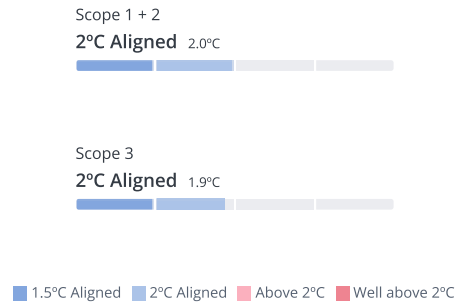 Scope 1 + 2
2ºC Aligned 2.0ºC
Scope 3
2ºC Aligned 1.9ºC
1.5ºC Aligned 2ºC Aligned Above 2ºC Well above 2ºC